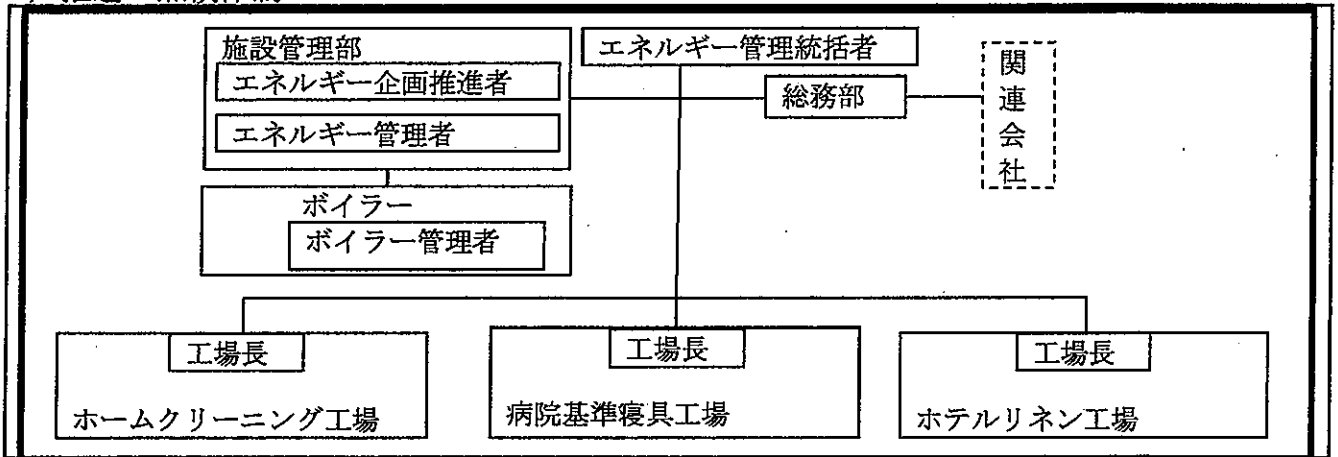 施設管理部
エネルギー企画推進者
エネルギー管理者
エネルギー管理統括者
総務部
関連会社
ボイラー
ボイラー管理者
工場長
ホームクリーニング工場
工場長
病院基準寝具工場
工場長
ホテルリネン工場